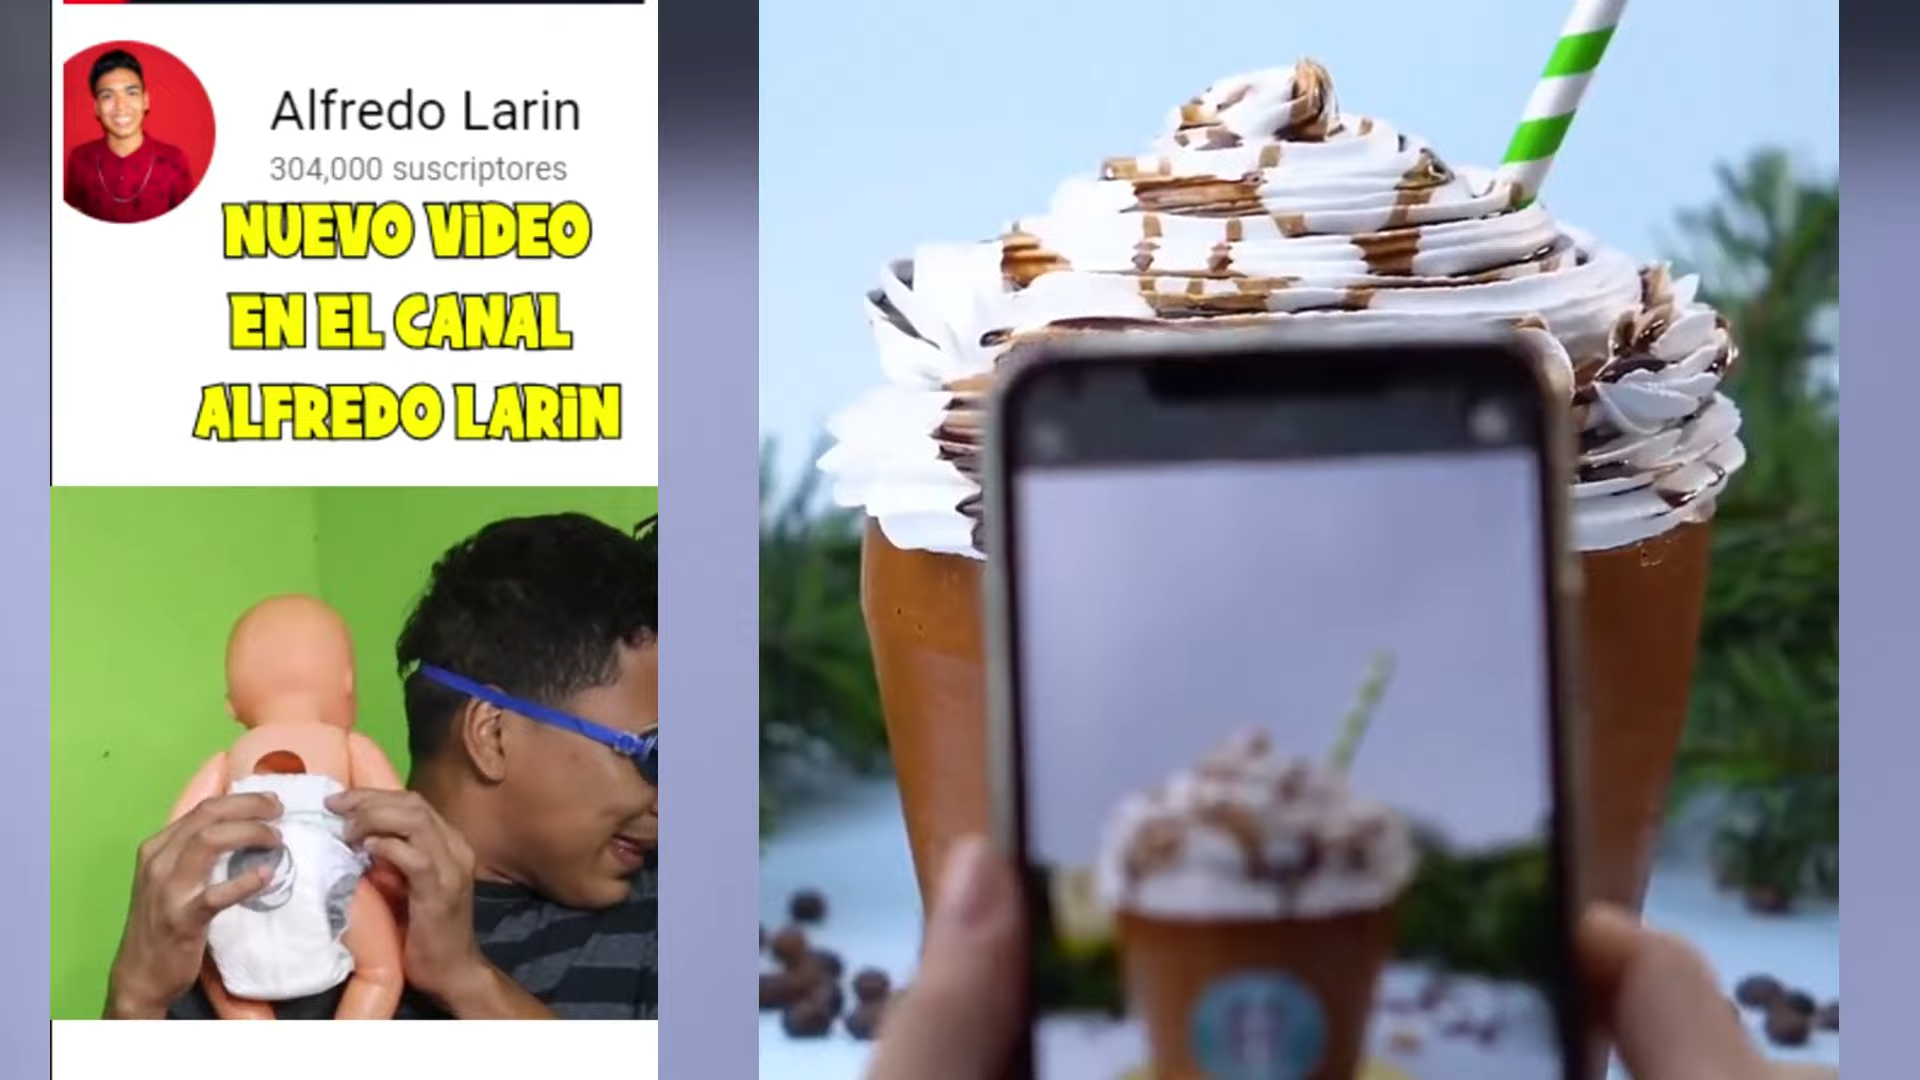 Alfredo Larin
304,000 suscriptores
NUEVO ViDEO
EN EL CANAL
ALFREDO LARiN